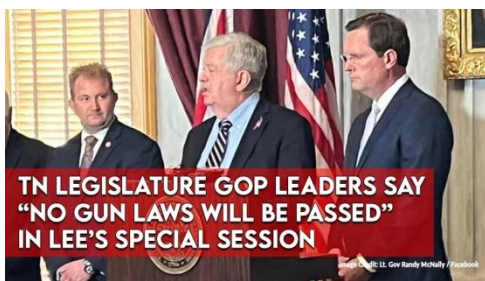 TN LEGISLATURE GOP LEADERS SAY
“NO GUN LAWS WILL BE PASSED”
IN LEE’S SPECIAL SESSION
Image Credit: Lt. Gov Randy McNally / Facebook